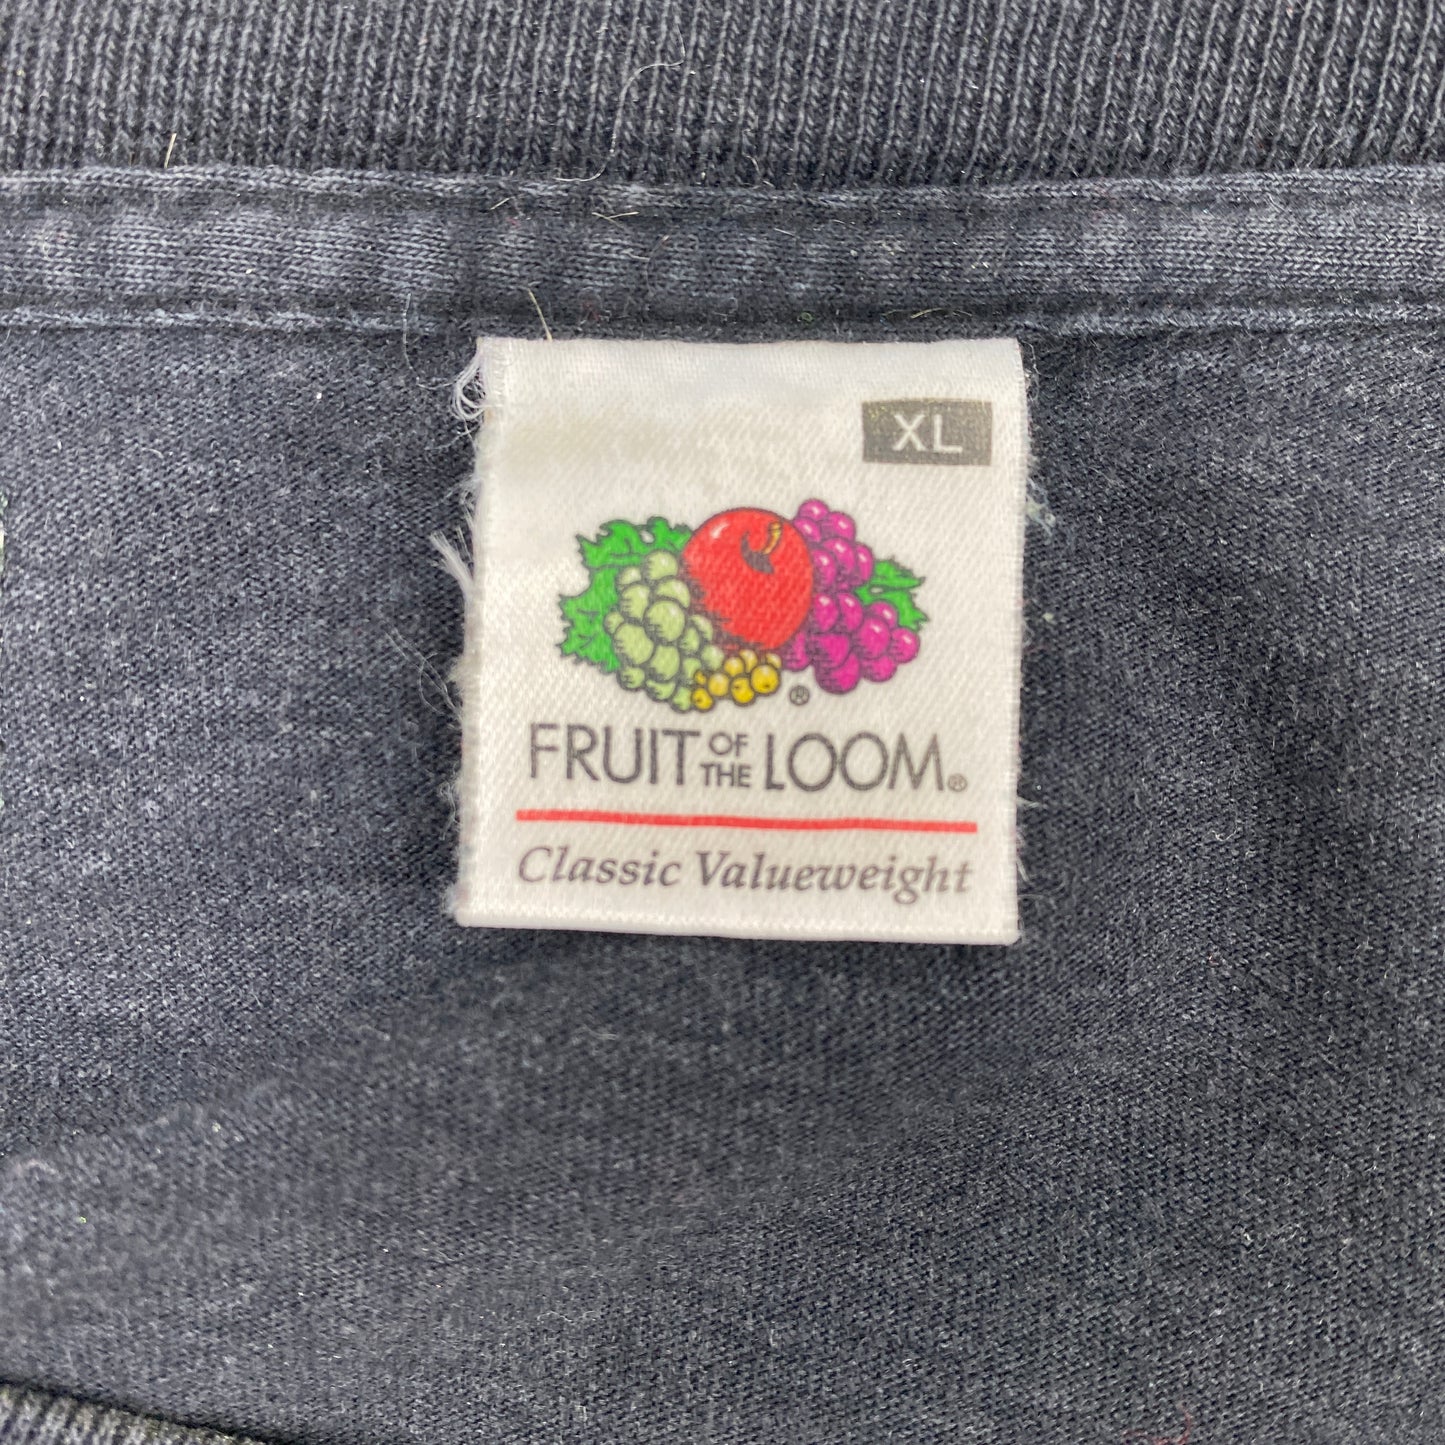 XL
®
FRUIT OF THE LOOM®
Classic Valueweight